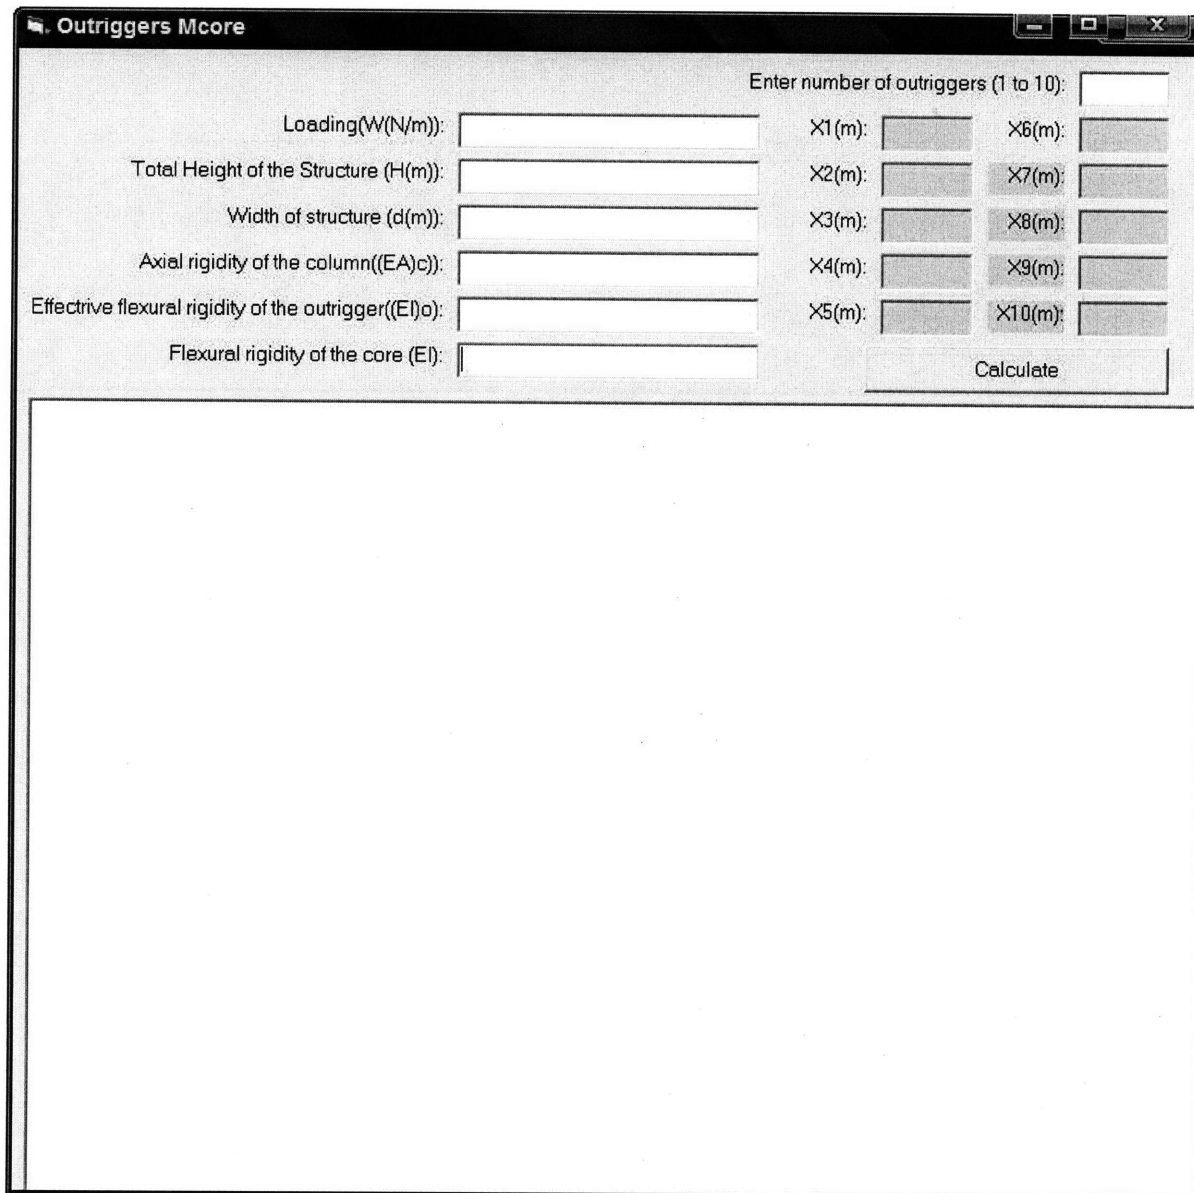 Outriggers Mcore
Enter number of outriggers (1 to 10):
Loading(W(N/m)):
X1(m):
X6(m):
Total Height of the Structure (H(m)):
X2(m):
X7(m):
Width of structure (d(m)):
X3(m):
X8(m):
Axial rigidity of the column((EA)c)):
X4(m):
X9(m):
Effectrive flexural rigidity of the outrigger((EI)o):
X5(m):
X10(m):
Flexural rigidity of the core (EI):
Calculate